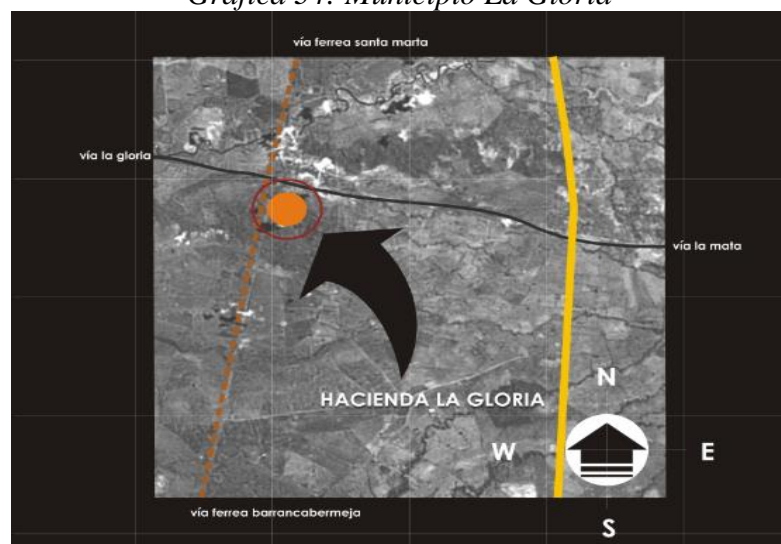 Gráfica 34: Municipio La Gloria
vía ferrea santa marta
vía la gloria
vía la mata
HACIENDA LA GLORIA
N
W
E
S
vía ferrea barrancabermeja